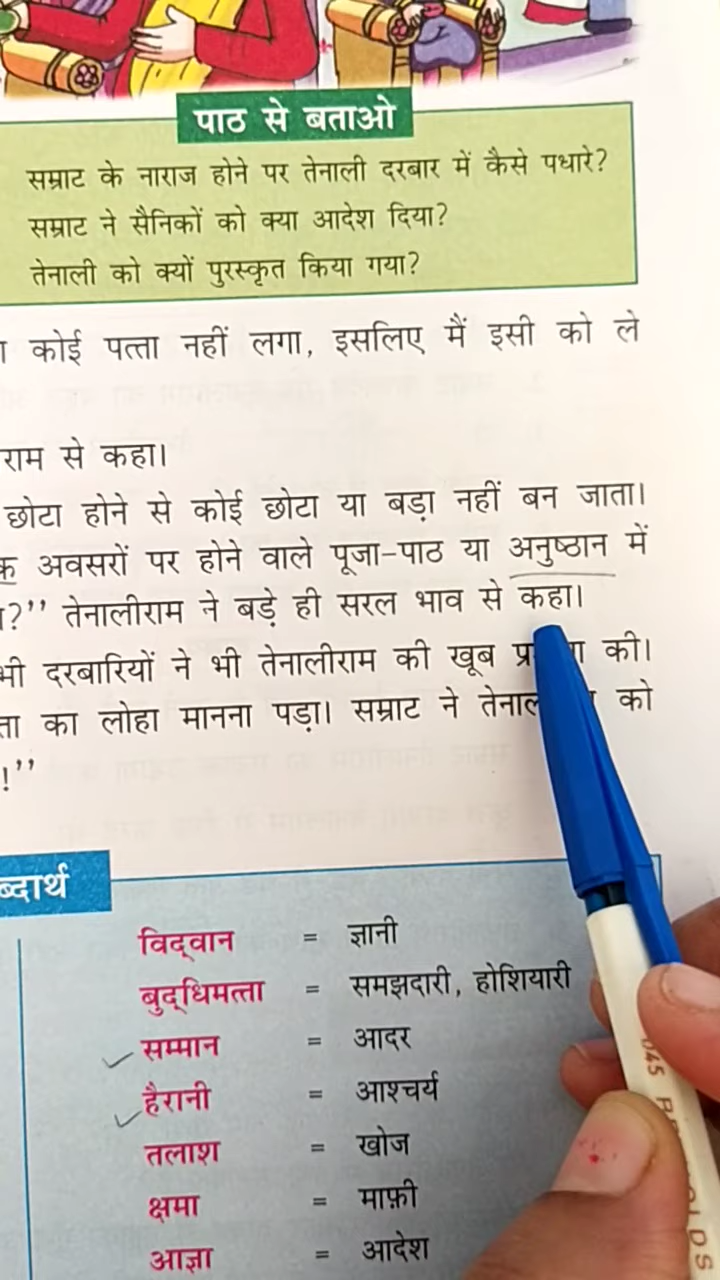 पाठ से बताओ
सम्राट के नाराज होने पर तेनाली दरबार में कैसे पधारे?
सम्राट ने सैनिकों को क्या आदेश दिया?
तेनाली को क्यों पुरस्कृत किया गया?
कोई पत्ता नहीं लगा, इसलिए मैं इसी को ले
राम से कहा।
छोटा होने से कोई छोटा या बड़ा नहीं बन जाता।
क अवसरों पर होने वाले पूजा-पाठ या अनुष्ठान में
?” तेनालीराम ने बड़े ही सरल भाव से कहा।
भी दरबारियों ने भी तेनालीराम की खूब की।
ता का लोहा मानना पड़ा। सम्राट ने को
!”
ब्दार्थ
विद्‌वान = ज्ञानी
बुद्‌धिमत्ता = समझदारी, होशियारी
सम्मान = आदर
हैरानी = आश्चर्य
तलाश = खोज
क्षमा = माफ़ी
आज्ञा = आदेश
045